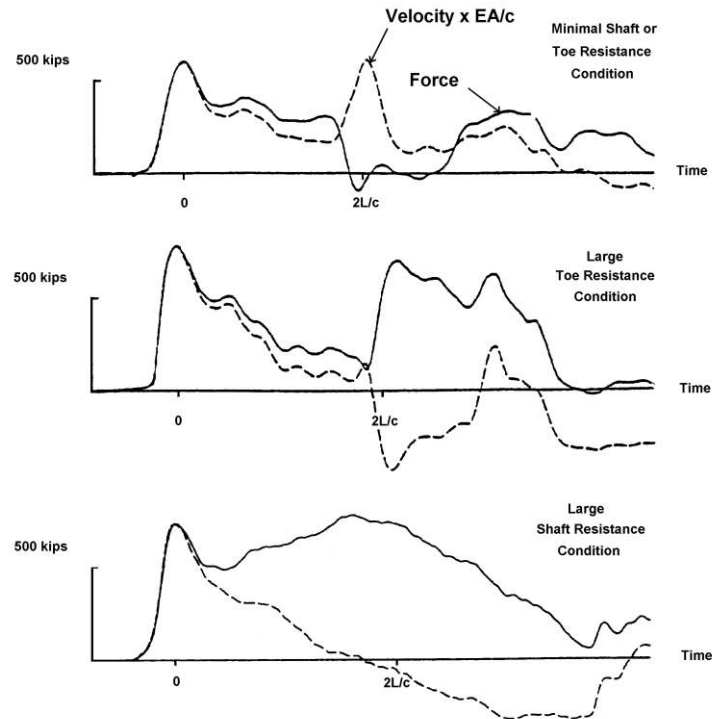 Velocity x EA/c
Minimal Shaft or
Toe Resistance
Condition
500 kips
Force
Time
0
2L/c
Large
Toe Resistance
Condition
500 kips
Time
0
2L/c
Large
Shaft Resistance
Condition
500 kips
Time
0
2L/c